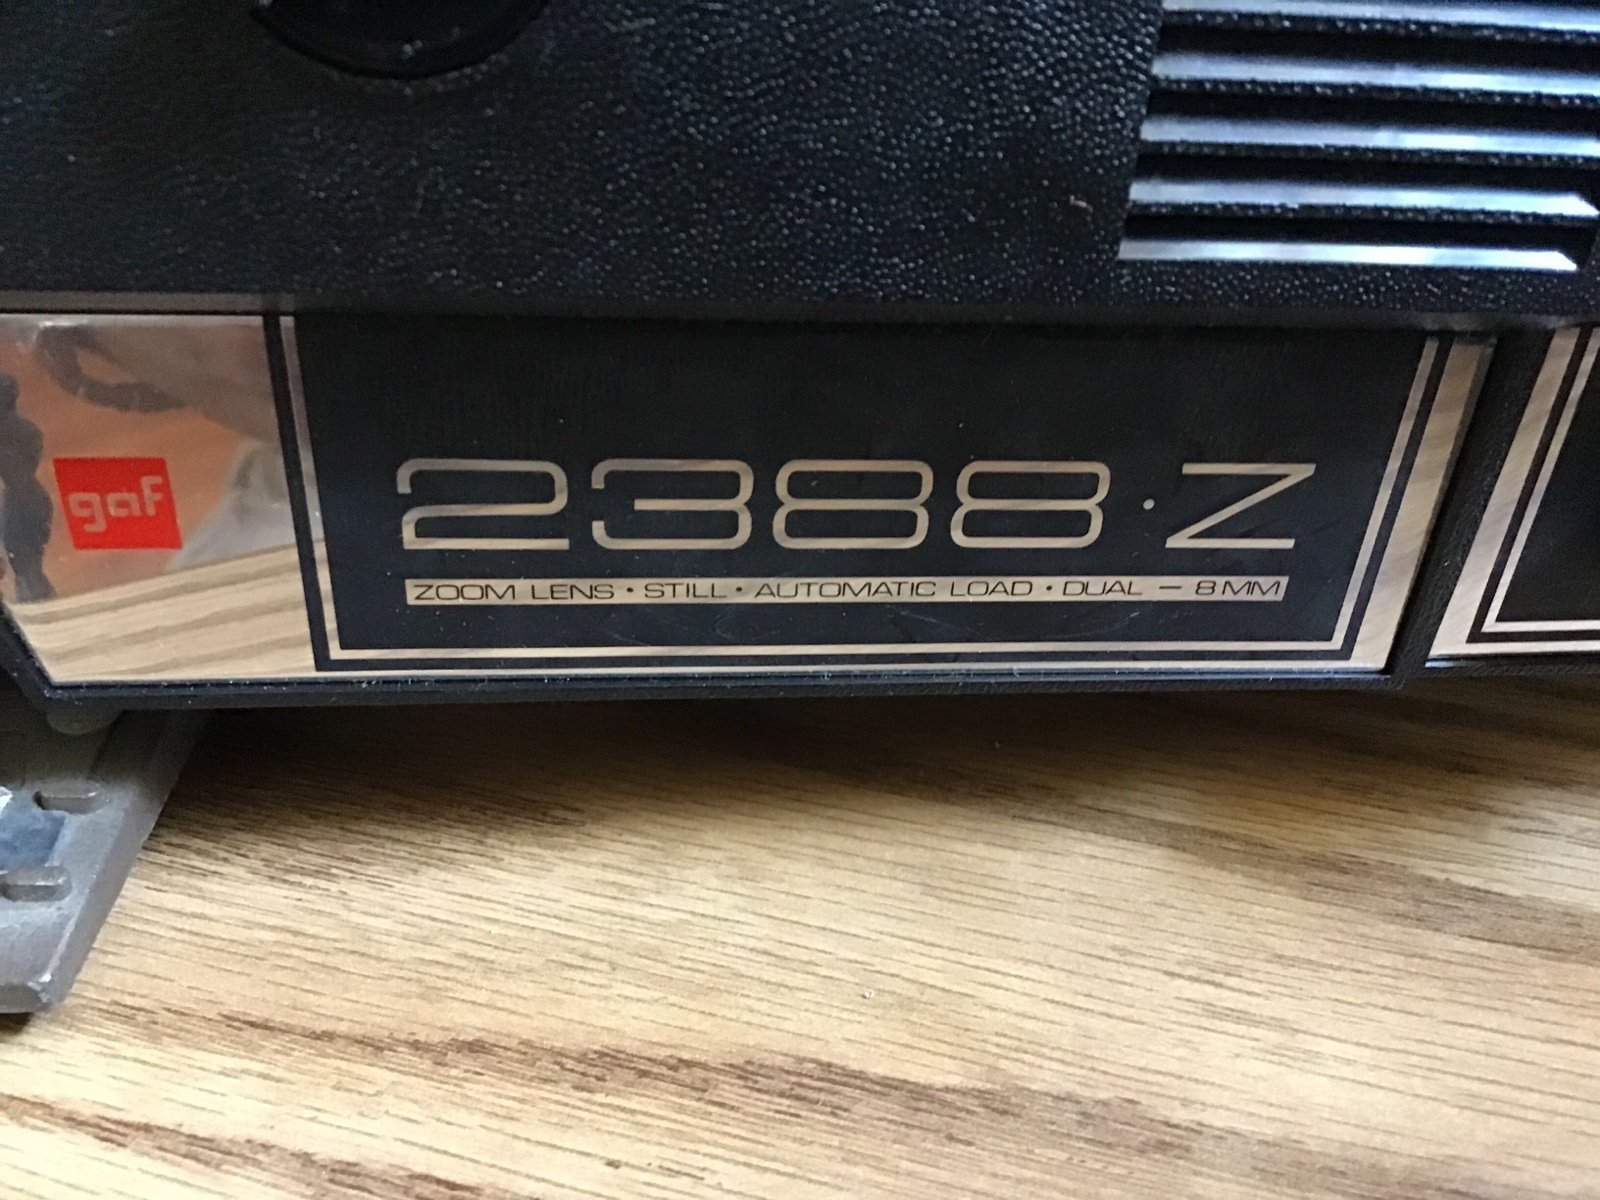 gaf
2388·Z
ZOOM LENS · STILL · AUTOMATIC LOAD · DUAL – 8MM